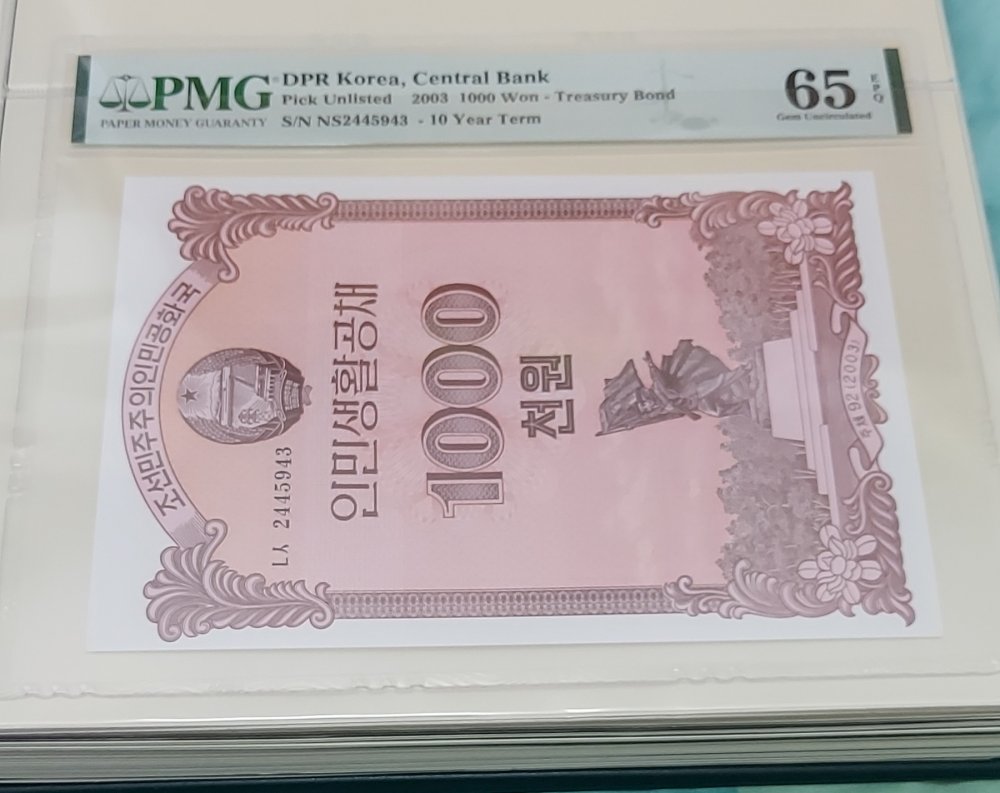 PMG
PAPER MONEY GUARANTY
DPR Korea, Central Bank
Pick Unlisted 2003 1000 Won - Treasury Bond
S/N NS2445943 - 10 Year Term
65 EPQ
Gem Uncirculated
조선민주주의인민공화국
ㄴㅅ 2445943
인민생활공채
1000
천원
주체92(2003)